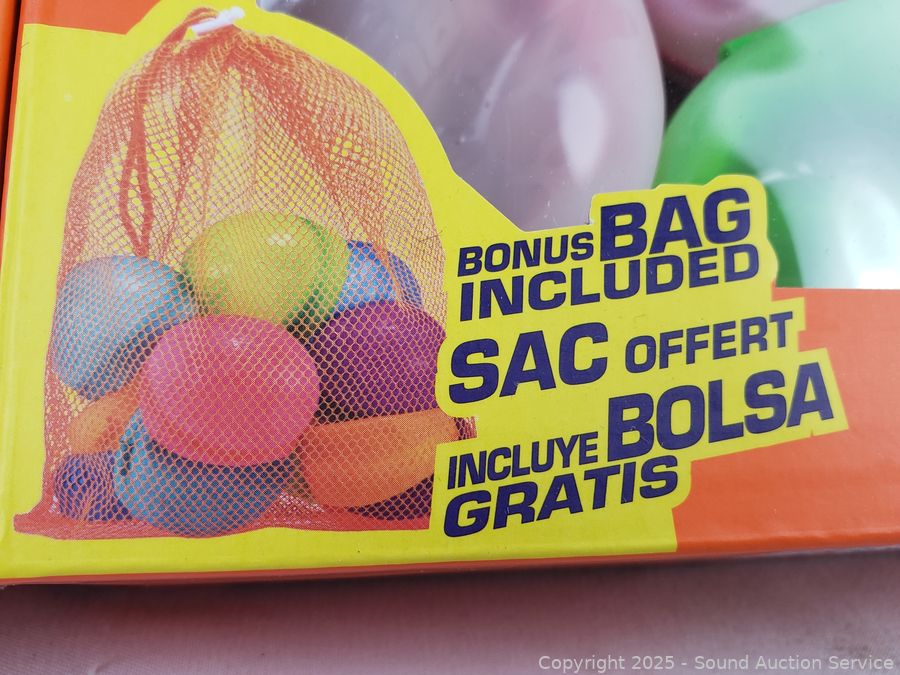 BONUS BAG
INCLUDED
SAC OFFERT
INCLUYE BOLSA
GRATIS
Copyright © 2025 - Sound Auction Service